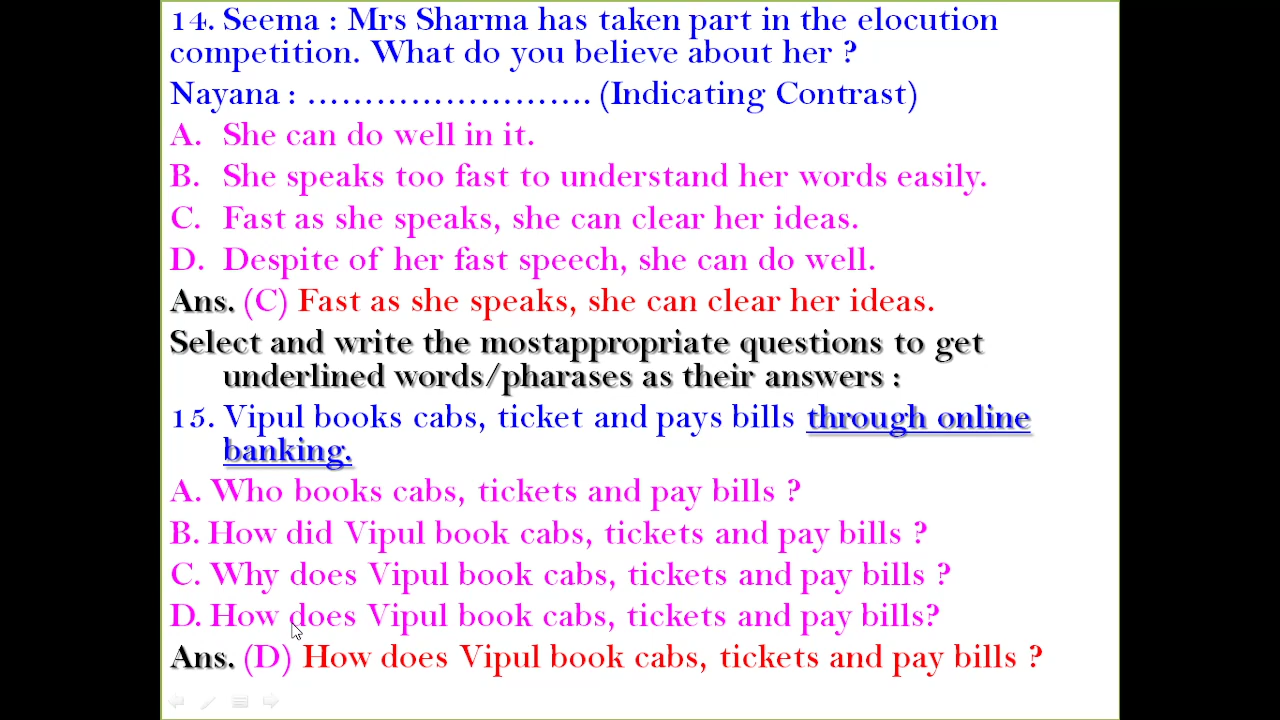 14. Seema : Mrs Sharma has taken part in the elocution
competition. What do you believe about her ?
Nayana : ……………………. (Indicating Contrast)
A. She can do well in it.
B. She speaks too fast to understand her words easily.
C. Fast as she speaks, she can clear her ideas.
D. Despite of her fast speech, she can do well.
Ans. (C) Fast as she speaks, she can clear her ideas.
Select and write the mostappropriate questions to get
underlined words/pharases as their answers :
15. Vipul books cabs, ticket and pays bills through online
banking.
A. Who books cabs, tickets and pay bills ?
B. How did Vipul book cabs, tickets and pay bills ?
C. Why does Vipul book cabs, tickets and pay bills ?
D. How does Vipul book cabs, tickets and pay bills?
Ans. (D) How does Vipul book cabs, tickets and pay bills ?